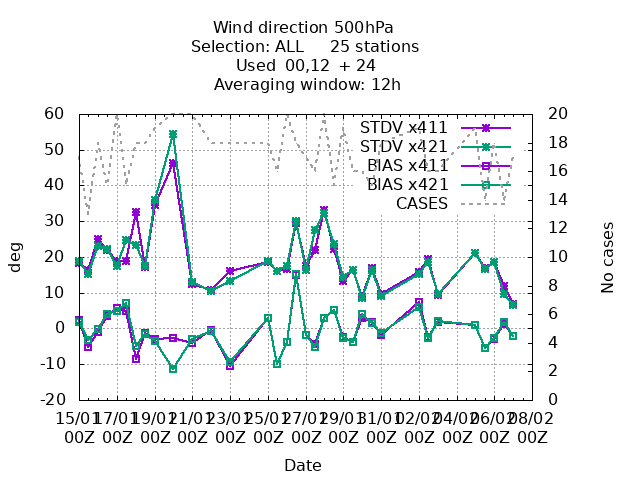 Wind direction 500hPa
Selection: ALL 25 stations
Used 00,12 + 24
Averaging window: 12h
STDV x411
STDV x421
BIAS x411
BIAS x421
CASES
60
50
40
30
20
10
0
-10
-20
20
18
16
14
12
10
8
6
4
2
0
deg
No cases
15/01 17/01 19/01 21/01 23/01 25/01 27/01 29/01 31/01 02/02 04/02 06/02 08/02
00Z 00Z 00Z 00Z 00Z 00Z 00Z 00Z 00Z 00Z 00Z 00Z 00Z
Date